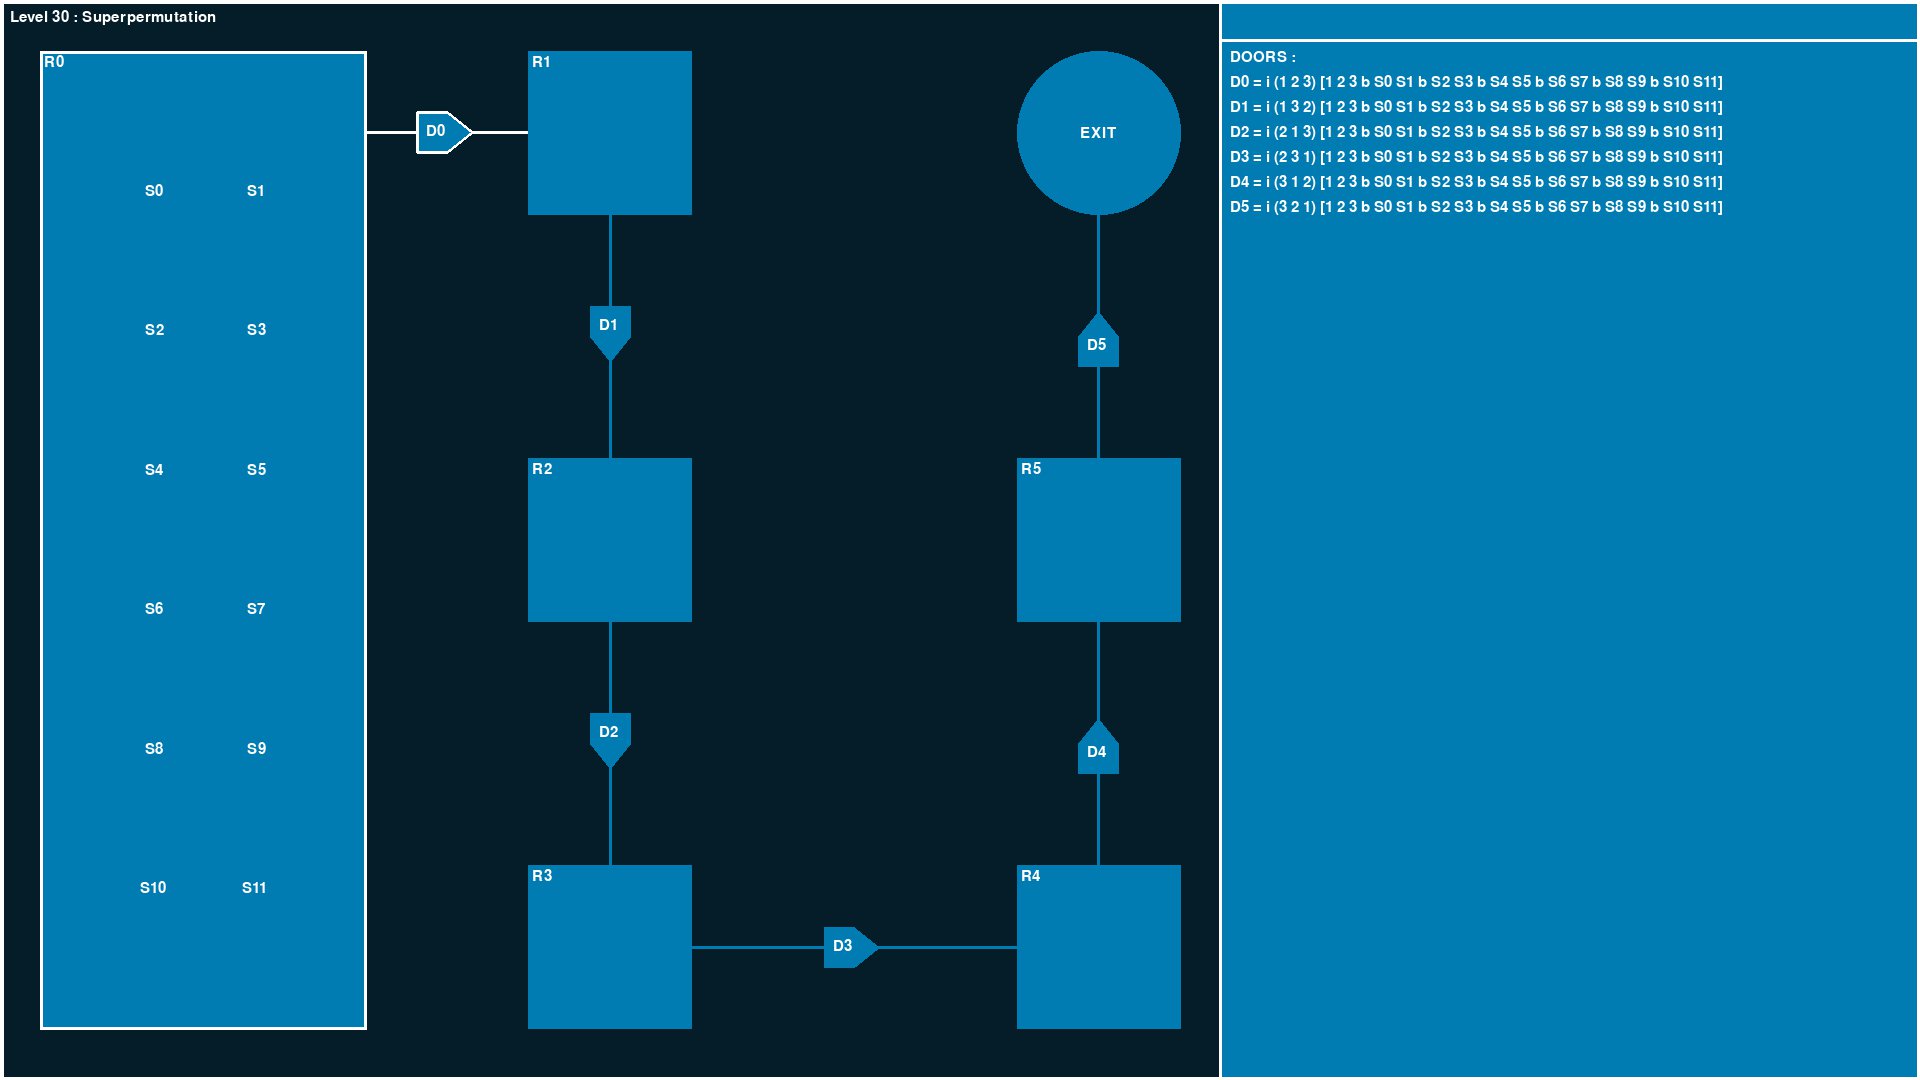 Level 30 : Superpermutation
R0
S0 S1
S2 S3
S4 S5
S6 S7
S8 S9
S10 S11
D0
R1
D1
R2
D2
R3
D3
R4
D4
R5
D5
EXIT
DOORS :
D0 = i (1 2 3) [1 2 3 b S0 S1 b S2 S3 b S4 S5 b S6 S7 b S8 S9 b S10 S11]
D1 = i (1 3 2) [1 2 3 b S0 S1 b S2 S3 b S4 S5 b S6 S7 b S8 S9 b S10 S11]
D2 = i (2 1 3) [1 2 3 b S0 S1 b S2 S3 b S4 S5 b S6 S7 b S8 S9 b S10 S11]
D3 = i (2 3 1) [1 2 3 b S0 S1 b S2 S3 b S4 S5 b S6 S7 b S8 S9 b S10 S11]
D4 = i (3 1 2) [1 2 3 b S0 S1 b S2 S3 b S4 S5 b S6 S7 b S8 S9 b S10 S11]
D5 = i (3 2 1) [1 2 3 b S0 S1 b S2 S3 b S4 S5 b S6 S7 b S8 S9 b S10 S11]